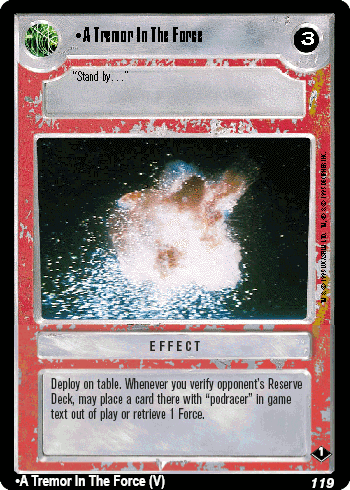 •A Tremor In The Force
3
"Stand by. . ."
EFFECT
Deploy on table. Whenever you verify opponent's Reserve
Deck, may place a card there with "podracer" in game
text out of play or retrieve 1 Force.
1
•A Tremor In The Force (V)
119